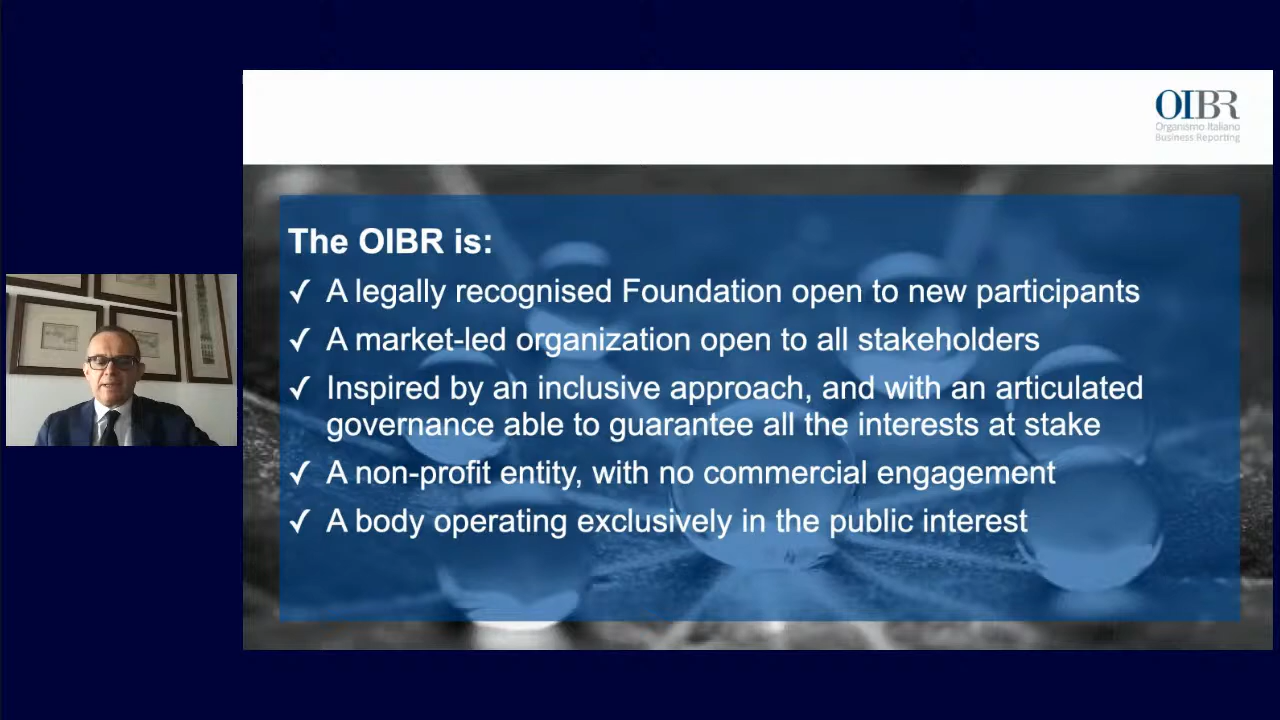 OIBR
Organismo Italiano
Business Reporting
The OIBR is:
✓ A legally recognised Foundation open to new participants
✓ A market-led organization open to all stakeholders
✓ Inspired by an inclusive approach, and with an articulated
governance able to guarantee all the interests at stake
✓ A non-profit entity, with no commercial engagement
✓ A body operating exclusively in the public interest